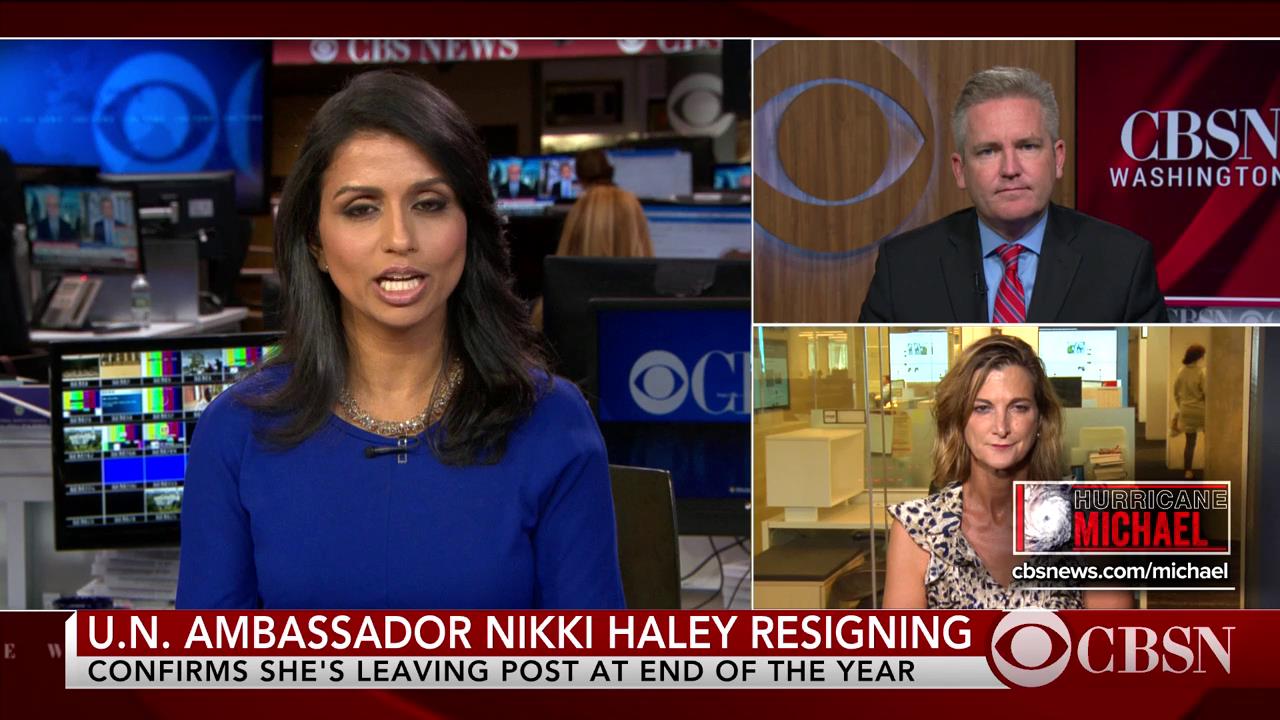 CBS NEWS
CBS
CBSN
WASHINGTON
HURRICANE
MICHAEL
cbsnews.com/michael
U.N. AMBASSADOR NIKKI HALEY RESIGNING
CONFIRMS SHE'S LEAVING POST AT END OF THE YEAR
CBSN